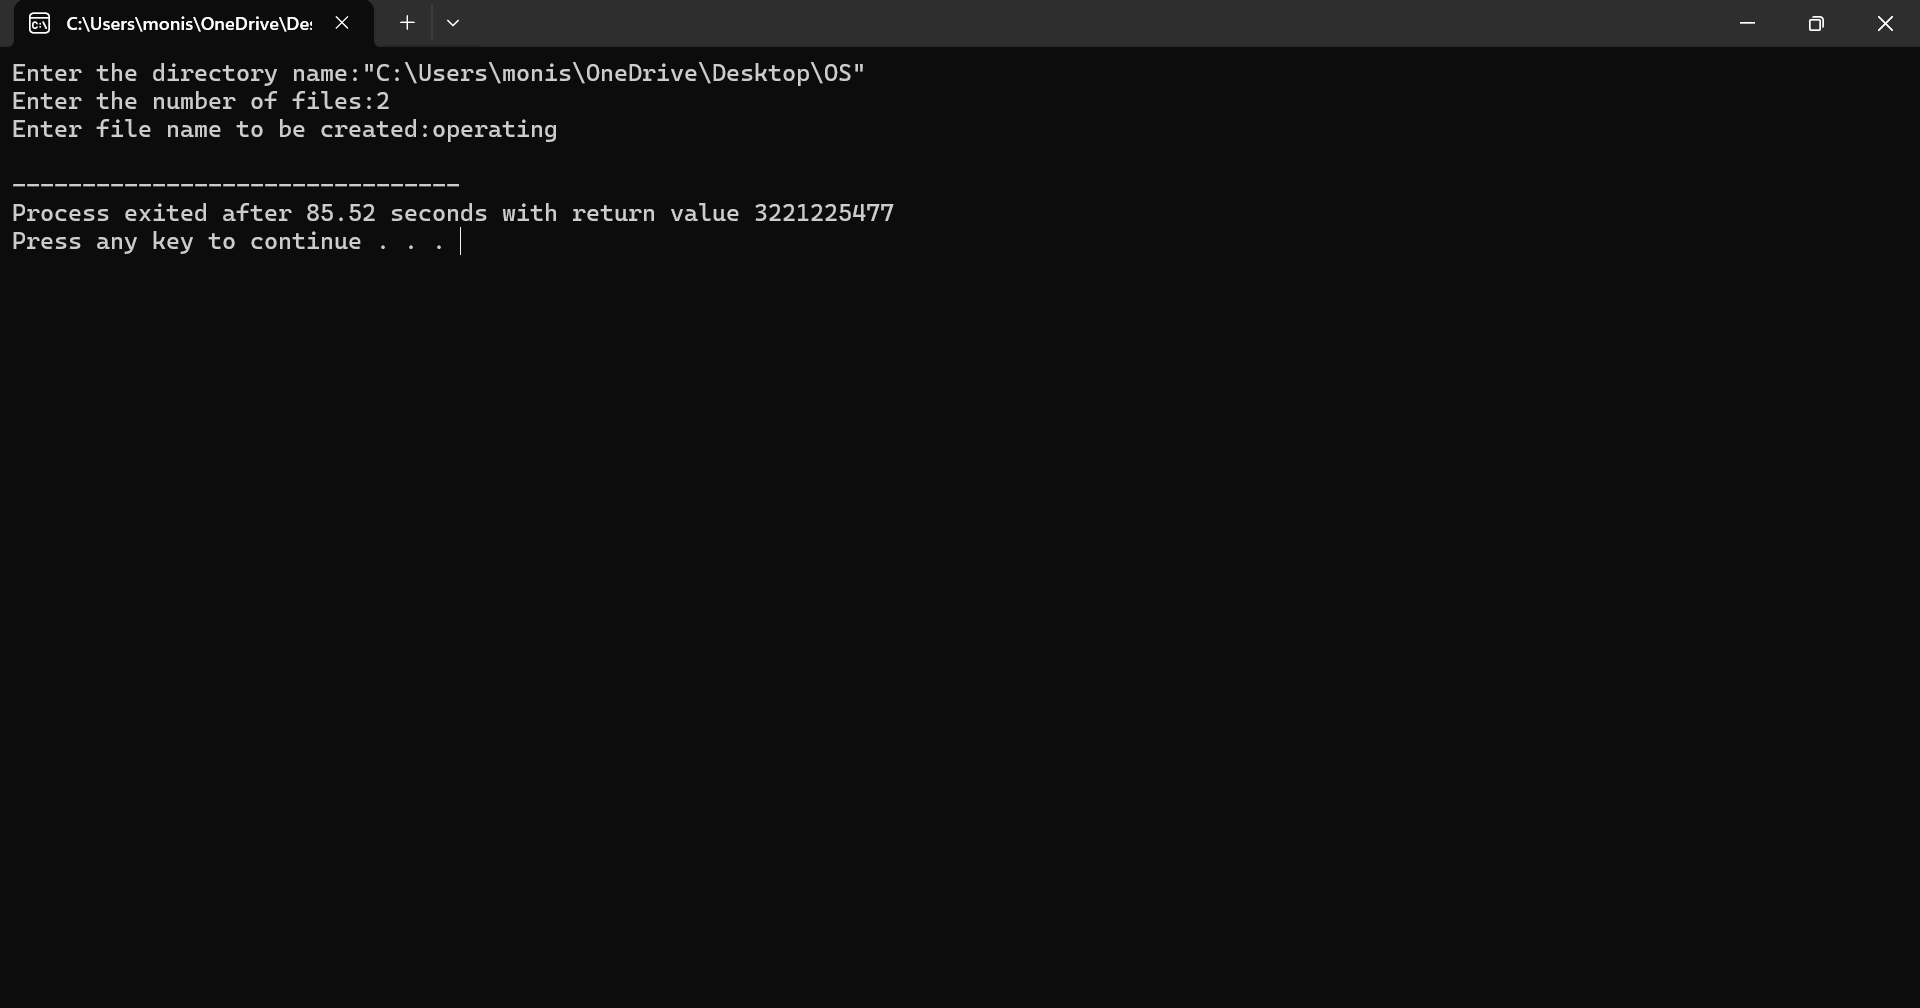 C:\Users\monis\OneDrive\De
Enter the directory name:"C:\Users\monis\OneDrive\Desktop\OS"
Enter the number of files:2
Enter file name to be created:operating
--------------------------------
Process exited after 85.52 seconds with return value 3221225477
Press any key to continue . . .